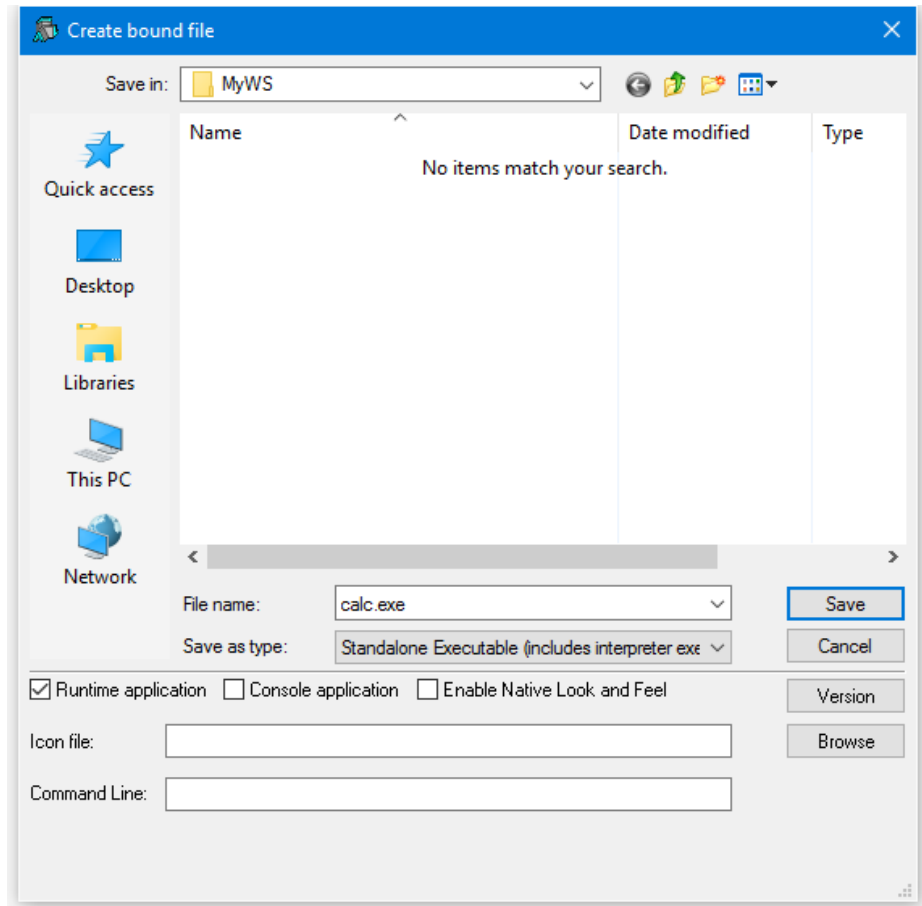 Create bound file
Save in: MyWS
Name Date modified Type
No items match your search.
Quick access
Desktop
Libraries
This PC
Network
File name: calc.exe Save
Save as type: Standalone Executable (includes interpreter exe Cancel
Runtime application Console application Enable Native Look and Feel Version
Icon file: Browse
Command Line: